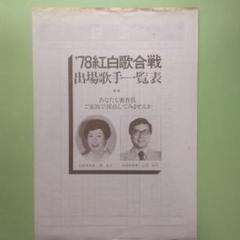 '78紅白歌合戦
出場歌手一覧表
あなたも審査員
ご家族で採点してみませんか